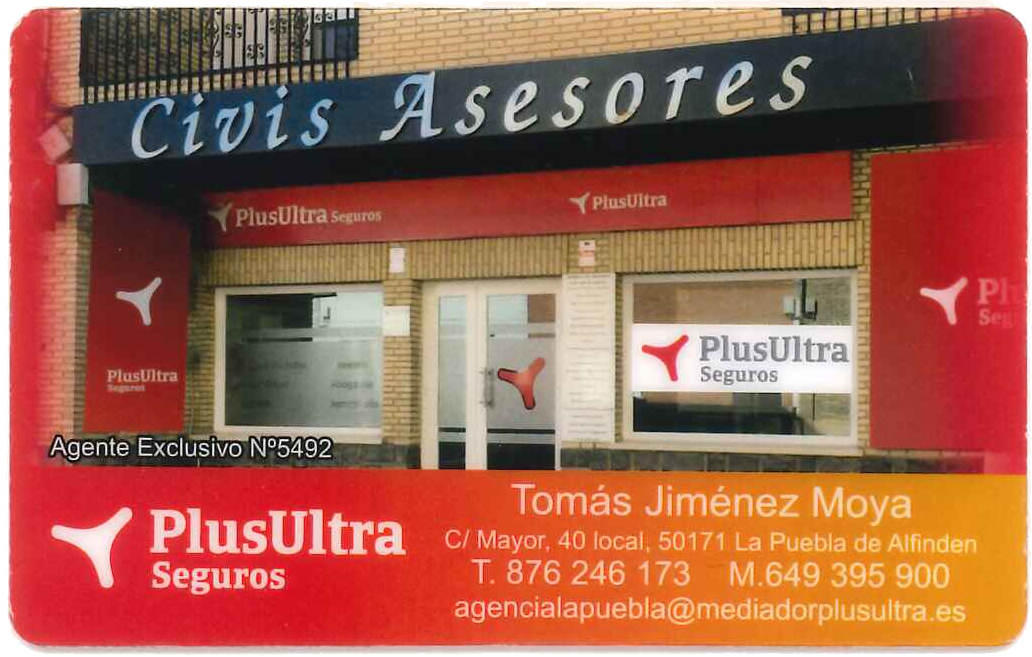 Civis Asesores
PlusUltra Seguros
PlusUltra
PlusUltra
Seguros
PlusUltra
Seguros
Agente Exclusivo Nº5492
PlusUltra
Seguros
Tomás Jiménez Moya
C/ Mayor, 40 local, 50171 La Puebla de Alfinden
T. 876 246 173 M.649 395 900
agencialapuebla@mediadorplusultra.es